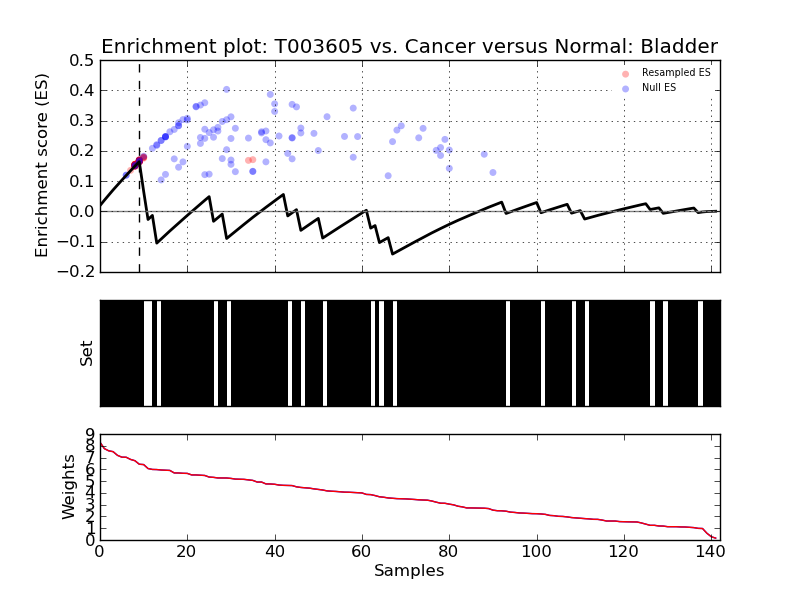 Enrichment plot: T003605 vs. Cancer versus Normal: Bladder
Enrichment score (ES)
0.5
0.4
0.3
0.2
0.1
0.0
−0.1
−0.2
Resampled ES
Null ES
Set
Weights
9
8
7
6
5
4
3
2
1
0
0 20 40 60 80 100 120 140
Samples